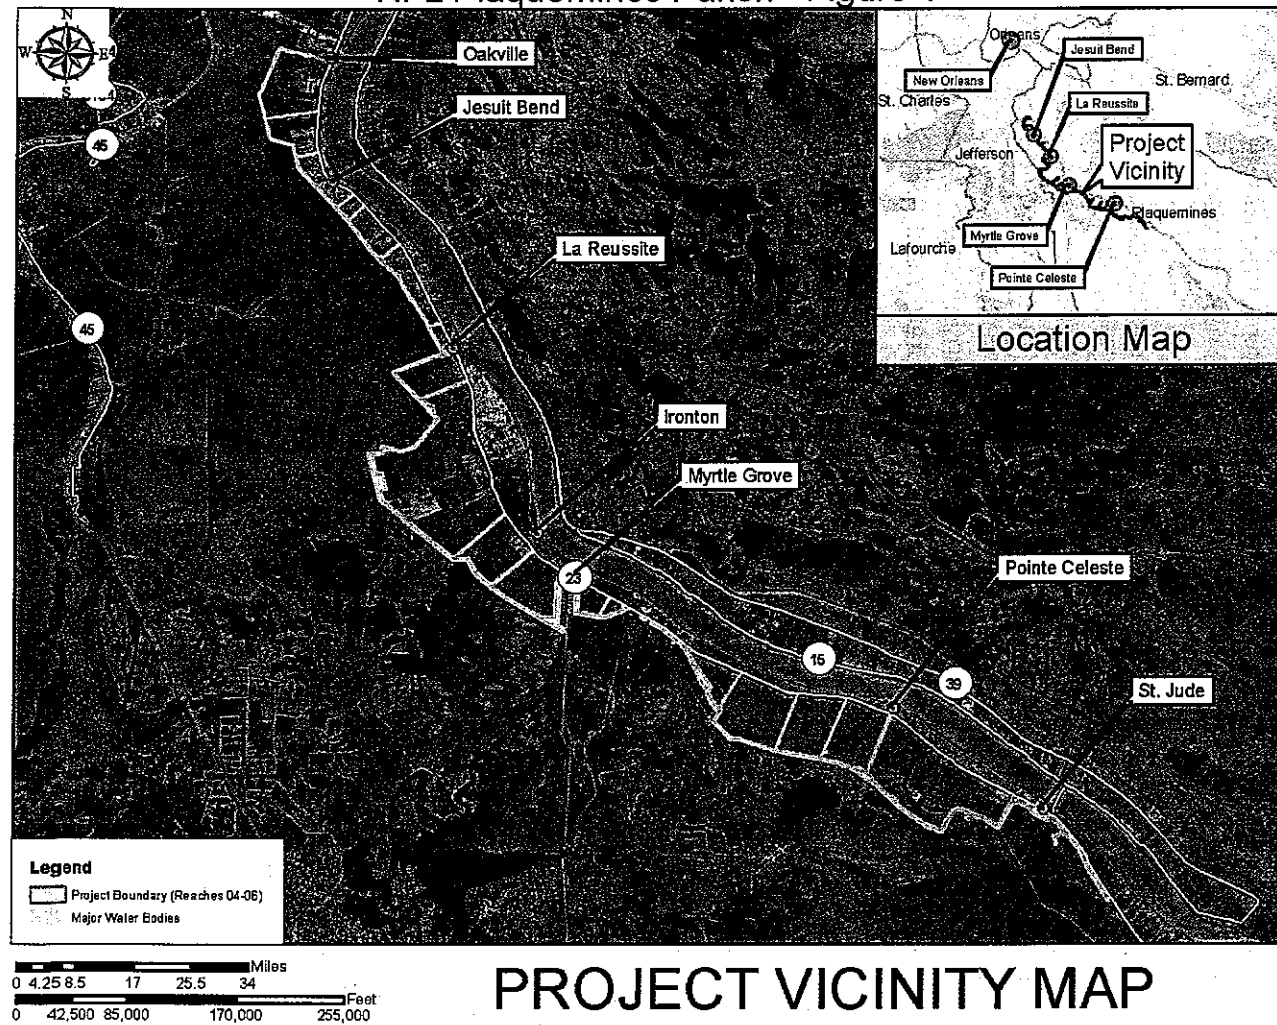 N
W
E
S
45
45
Oakville
Jesuit Bend
La Reussite
Ironton
Myrtle Grove
23
Pointe Celeste
15
39
St. Jude
Orleans
Jesuit Bend
New Orleans
St. Bernard
St. Charles
La Reussite
Jefferson
Project
Vicinity
Plaquemines
Myrtle Grove
Lafourche
Pointe Celeste
Location Map
Legend
Project Boundary (Reaches 04-06)
Major Water Bodies
Miles
0 4.25 8.5 17 25.5 34
Feet
0 42,500 85,000 170,000 255,000
PROJECT VICINITY MAP